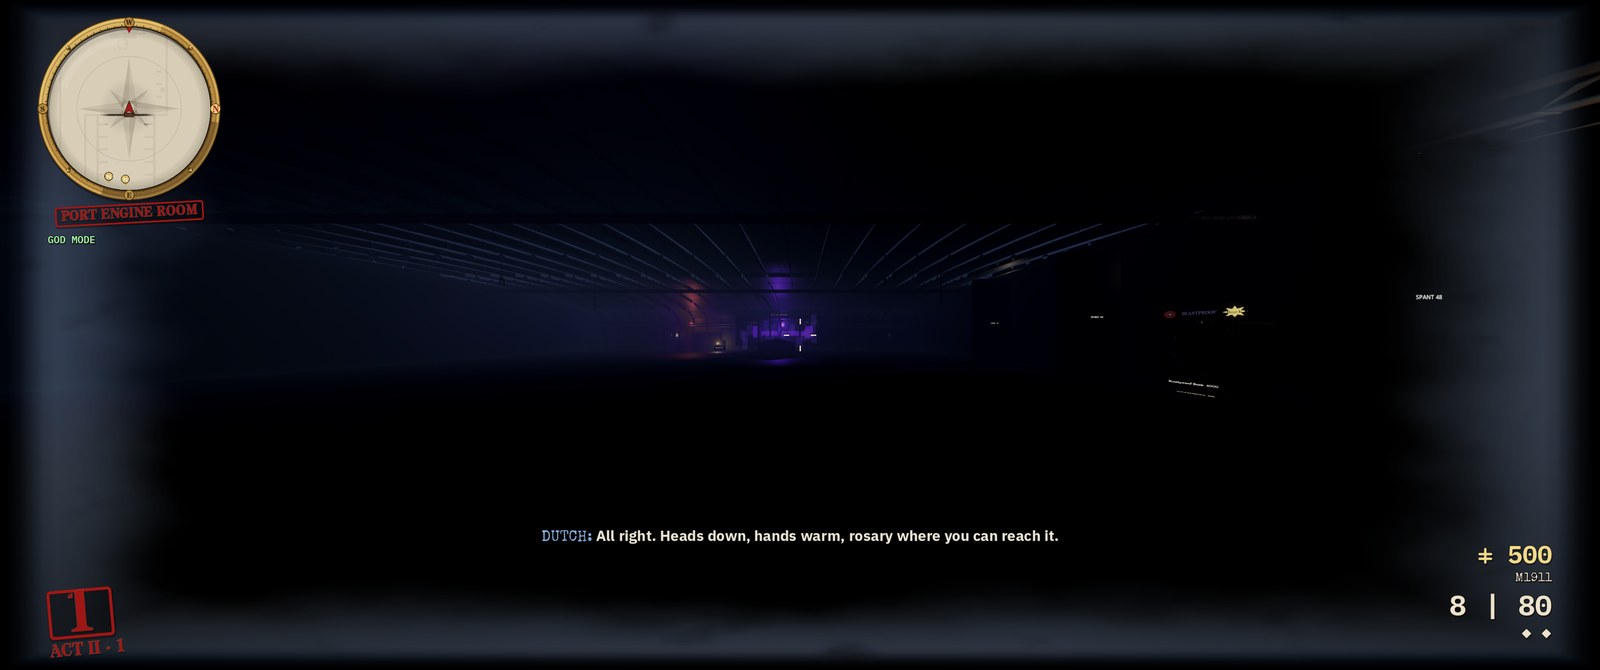 W
N
S
E
PORT ENGINE ROOM
GOD MODE
SPANT 48
BLASTPROOF
DUTCH: All right. Heads down, hands warm, rosary where you can reach it.
500
M1911
8 | 80
1
ACT II - 1